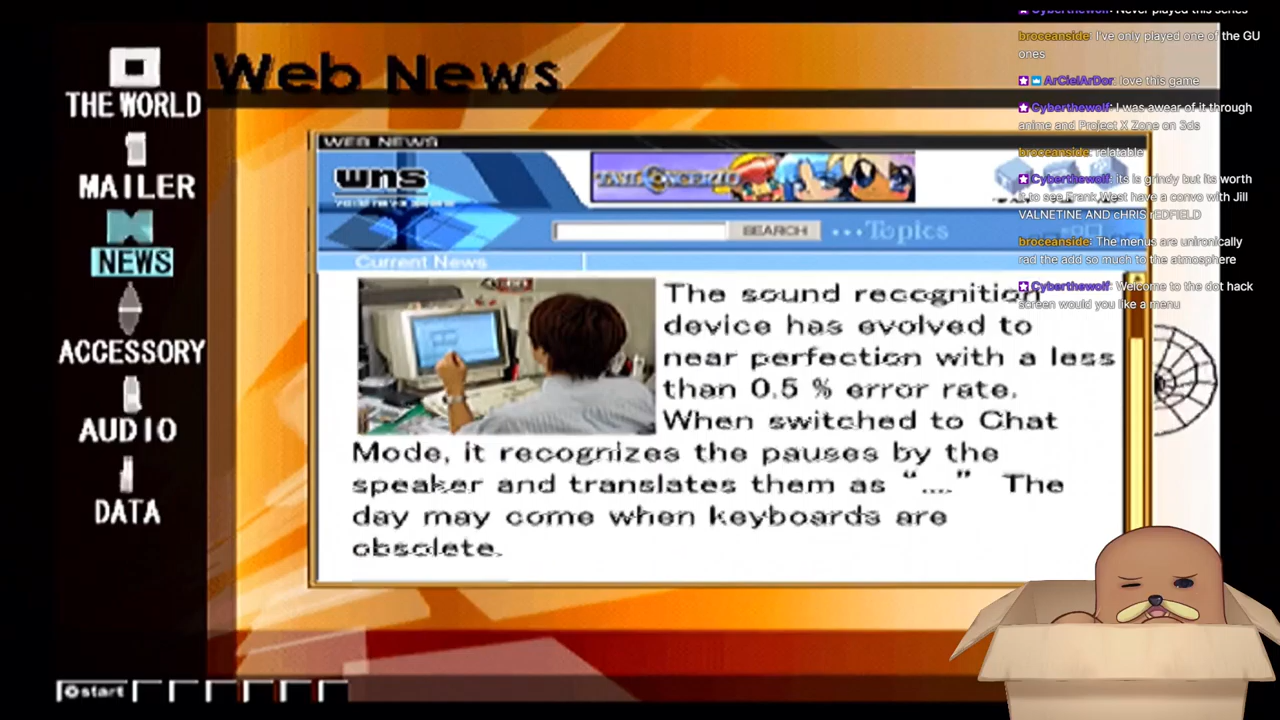 THE WORLD
MAILER
NEWS
ACCESSORY
AUDIO
DATA
start
Web News
WEB NEWS
wns
SEARCH
...Topics
Current News
The sound recognition
device has evolved to
near perfection with a less
than 0.5 % error rate.
When switched to Chat
Mode, it recognizes the pauses by the
speaker and translates them as “....” The
day may come when keyboards are
obsolete.
Cyberthewolf: Never played this series
broceanside: I've only played one of the GU
ones
ArCielArDor: love this game
Cyberthewolf: I was awear of it through
anime and Project X Zone on 3ds
broceanside: relatable
Cyberthewolf: its is grindy but its worth
it to see Frank West have a convo with Jill
VALNETINE AND cHRIS rEDFIELD
broceanside: The menus are unironically
rad the add so much to the atmosphere
Cyberthewolf: Welcome to the dot hack
screen would you like a menu